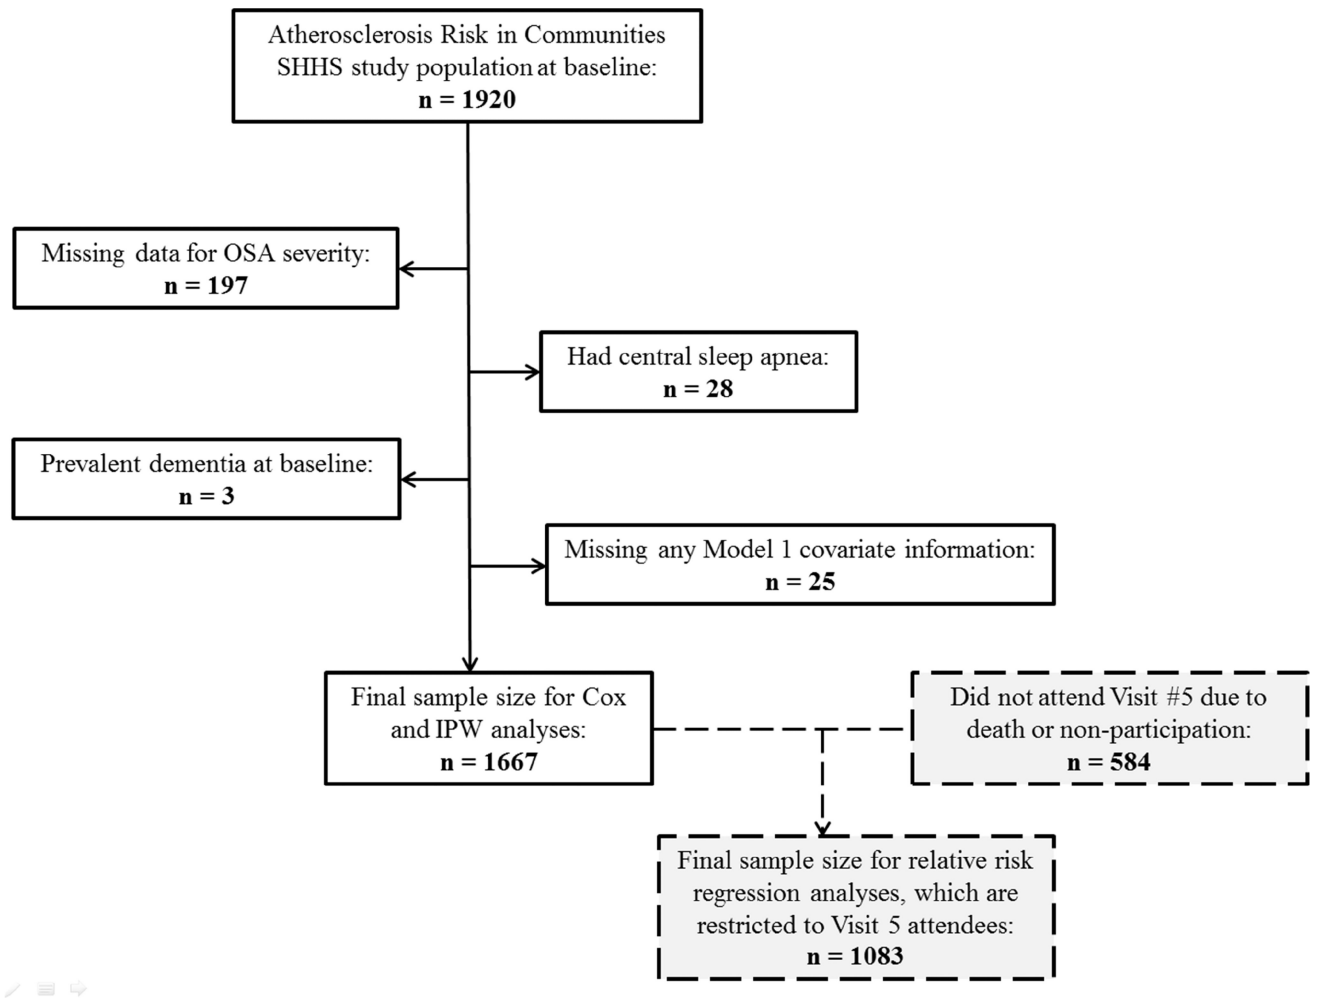 Atherosclerosis Risk in Communities
SHHS study population at baseline:
n = 1920
Missing data for OSA severity:
n = 197
Had central sleep apnea:
n = 28
Prevalent dementia at baseline:
n = 3
Missing any Model 1 covariate information:
n = 25
Final sample size for Cox
and IPW analyses:
n = 1667
Did not attend Visit #5 due to
death or non-participation:
n = 584
Final sample size for relative risk
regression analyses, which are
restricted to Visit 5 attendees:
n = 1083